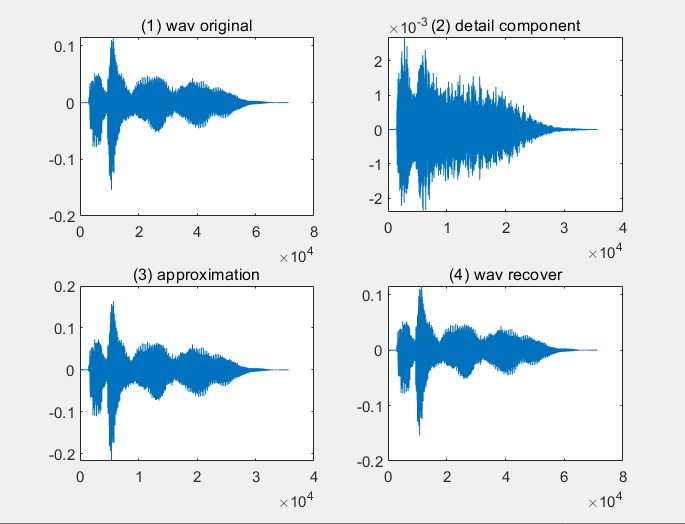 (1) wav original
0.1
0
-0.1
-0.2
0 2 4 6 8
×10^4
×10^-3 (2) detail component
2
1
0
-1
-2
0 1 2 3 4
×10^4
(3) approximation
0.2
0.1
0
-0.1
-0.2
0 1 2 3 4
×10^4
(4) wav recover
0.1
0
-0.1
-0.2
0 2 4 6 8
×10^4